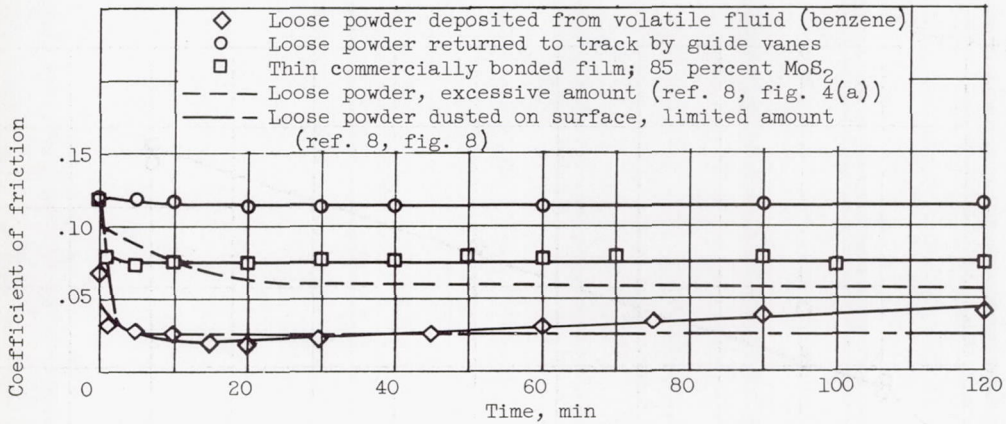 Loose powder deposited from volatile fluid (benzene)
Loose powder returned to track by guide vanes
Thin commercially bonded film; 85 percent MoS2
Loose powder, excessive amount (ref. 8, fig. 4(a))
Loose powder dusted on surface, limited amount
(ref. 8, fig. 8)
Coefficient of friction
.15
.10
.05
0 20 40 60 80 100 120
Time, min